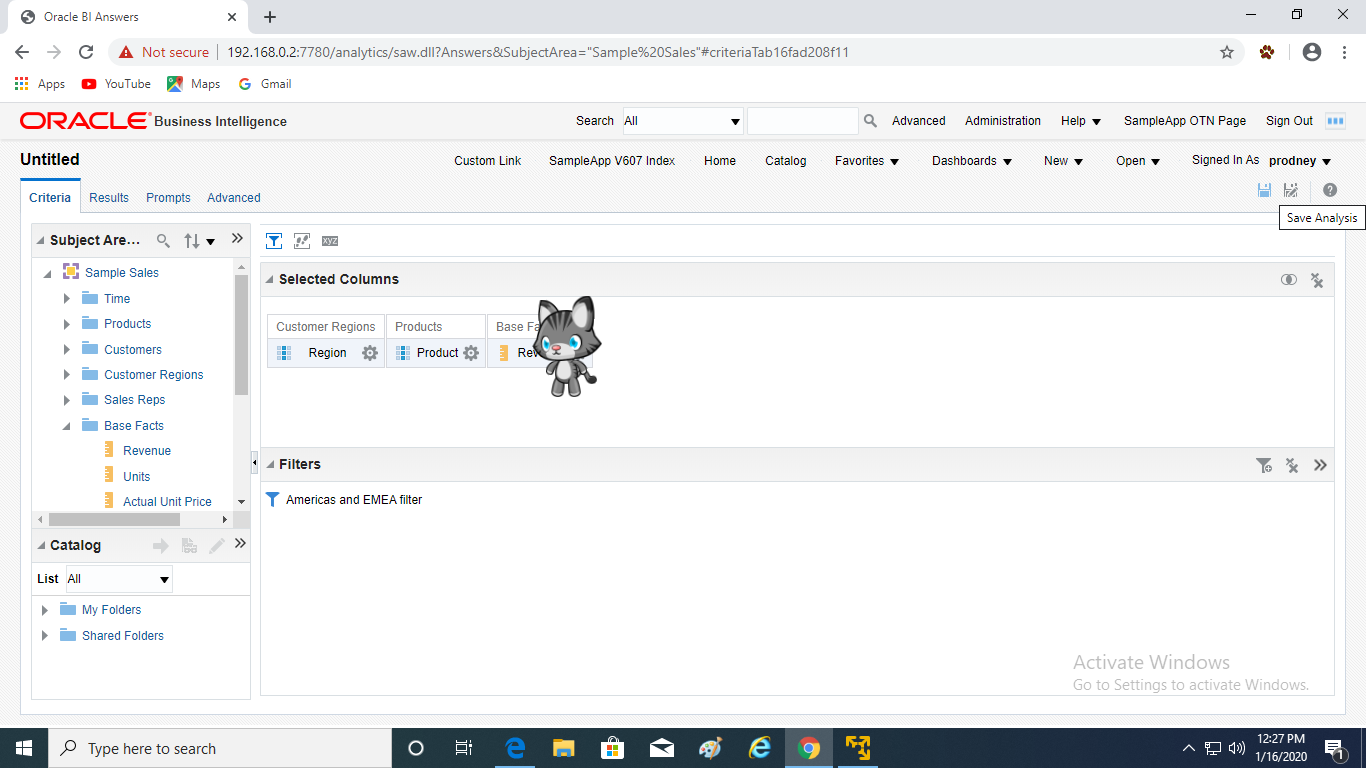 Oracle BI Answers
Not secure 192.168.0.2:7780/analytics/saw.dll?Answers&SubjectArea="Sample%20Sales"#criteriaTab16fad208f11
Apps YouTube Maps Gmail
ORACLE Business Intelligence Search All Advanced Administration Help SampleApp OTN Page Sign Out
Untitled Custom Link SampleApp V607 Index Home Catalog Favorites Dashboards New Open Signed In As prodney
Criteria Results Prompts Advanced
Save Analysis
Subject Are...
xyz
Sample Sales
Time
Products
Customers
Customer Regions
Sales Reps
Base Facts
Revenue
Units
Actual Unit Price
Selected Columns
Customer Regions Products Base
Region Product
Filters
Americas and EMEA filter
Catalog
List All
My Folders
Shared Folders
Activate Windows
Go to Settings to activate Windows.
Type here to search
12:27 PM
1/16/2020
1